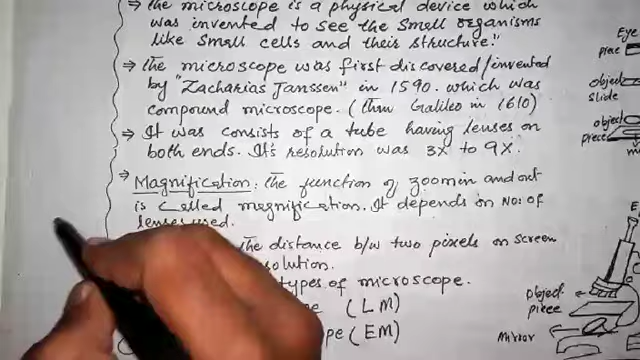 → the microscope is a physical device which
was invented to see the small organisms
like small cells and their structure."
→ the microscope was first discovered/invented
by "Zacharias Janssen" in 1590. which was
compound microscope. (thru Galileo in 1610)
→ It was consists of a tube having lenses on
both ends. It's resolution was 3X to 9X.
→ Magnification: the function of zoomin and out
is called magnification. It depends on No: of
lenses used.
the distance b/w two pixels on screen
solution.
types of microscope.
(LM)
(EM)
Eye
piece
object
slide
object
piece
Object
piece
Mirror